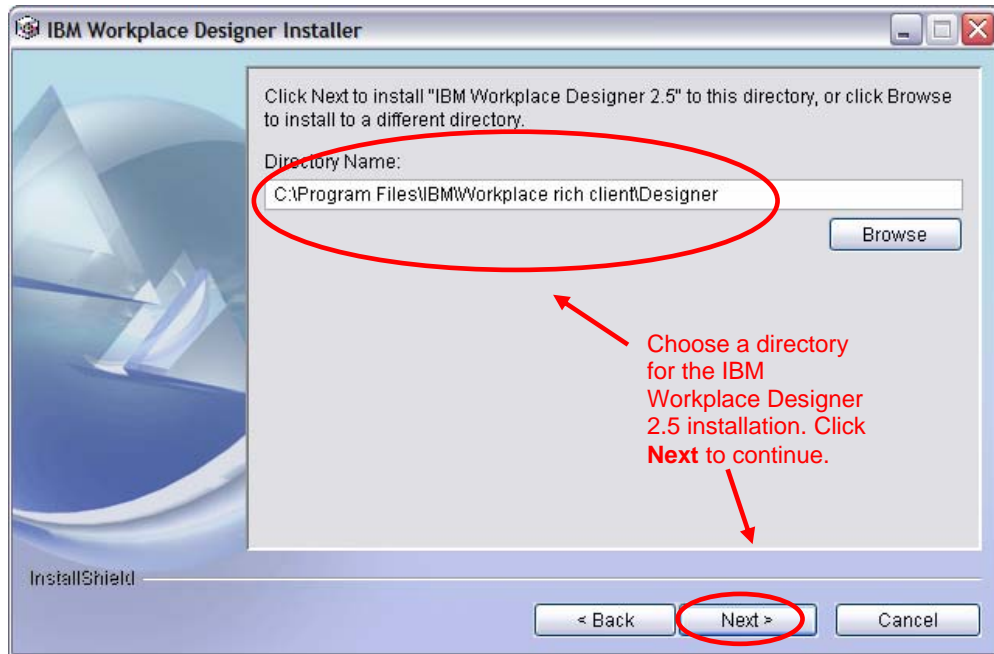 IBM Workplace Designer Installer
Click Next to install "IBM Workplace Designer 2.5" to this directory, or click Browse
to install to a different directory.
Directory Name:
C:\Program Files\IBM\Workplace rich client\Designer
Browse
Choose a directory
for the IBM
Workplace Designer
2.5 installation. Click
Next to continue.
InstallShield
< Back
Next >
Cancel